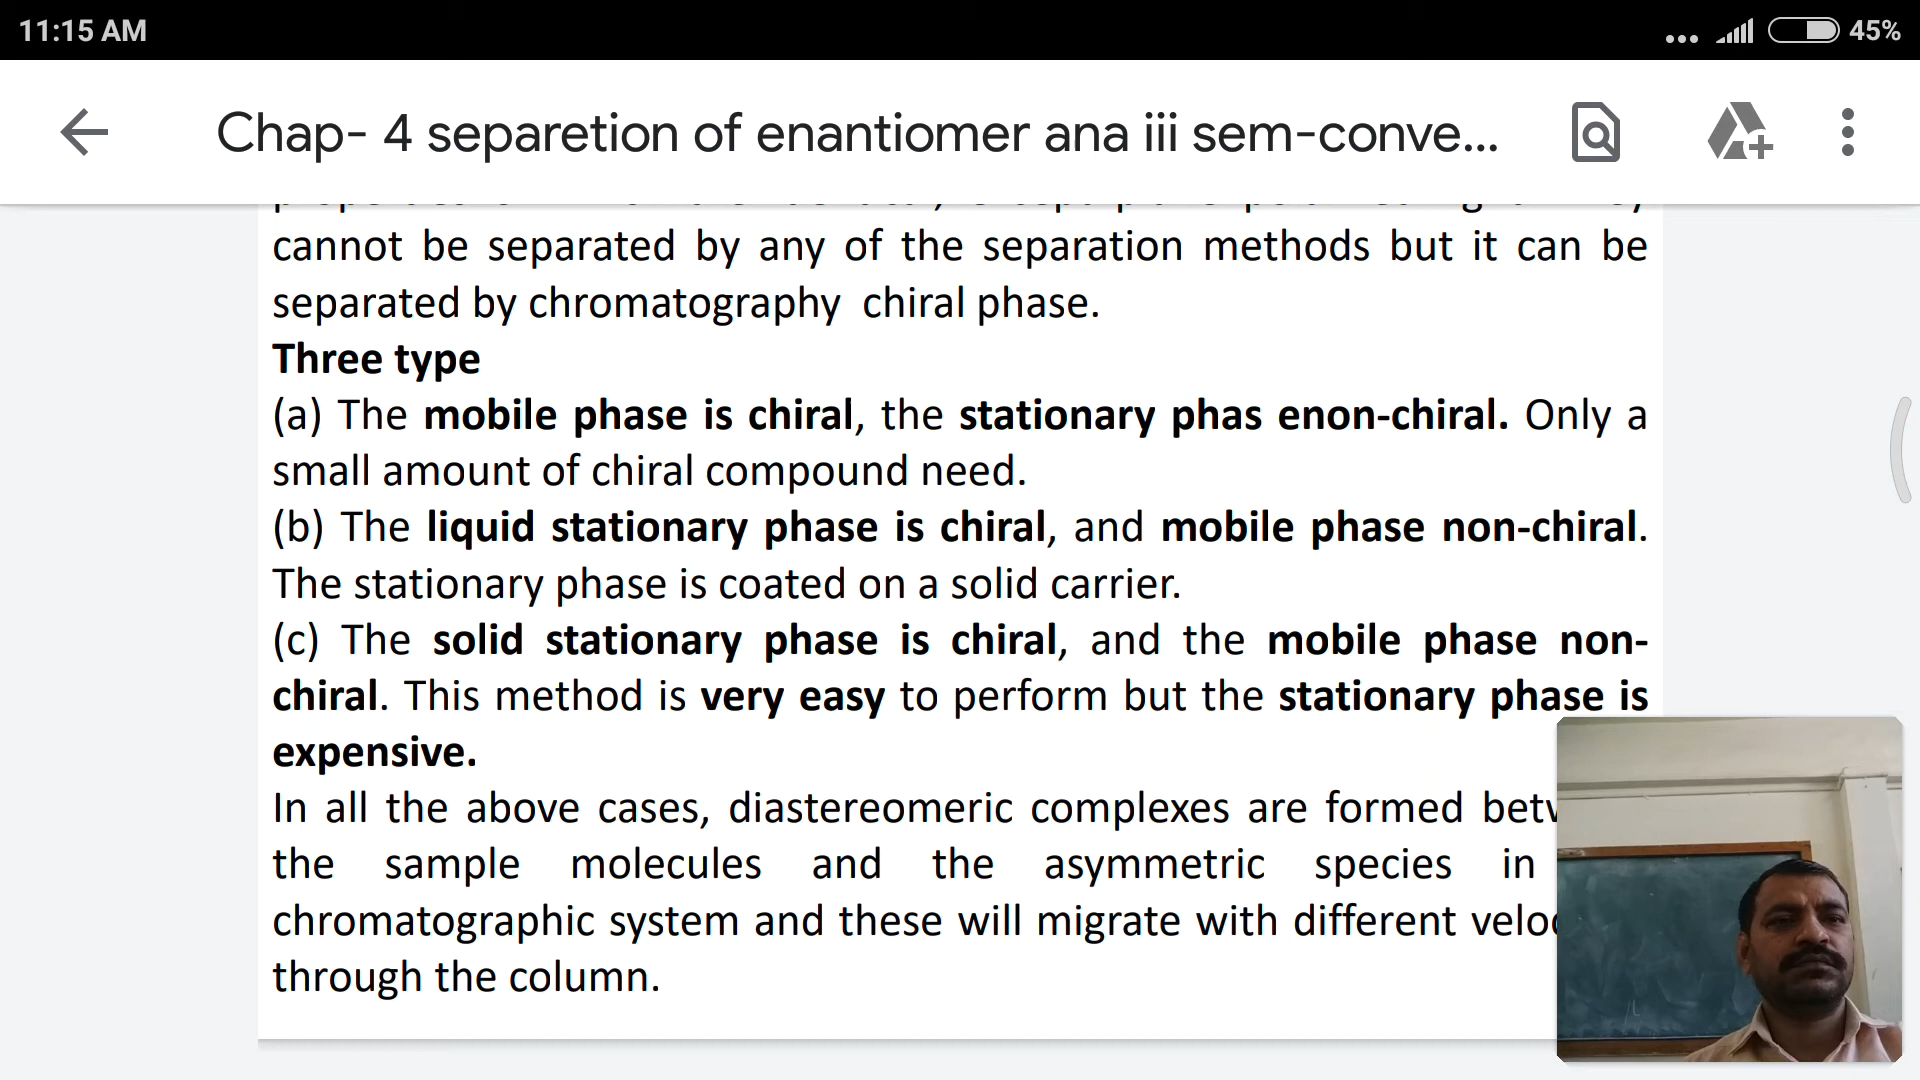 11:15 AM
45%
Chap- 4 separetion of enantiomer ana iii sem-conve...
cannot be separated by any of the separation methods but it can be
separated by chromatography chiral phase.
Three type
(a) The mobile phase is chiral, the stationary phas enon-chiral. Only a
small amount of chiral compound need.
(b) The liquid stationary phase is chiral, and mobile phase non-chiral.
The stationary phase is coated on a solid carrier.
(c) The solid stationary phase is chiral, and the mobile phase non-
chiral. This method is very easy to perform but the stationary phase is
expensive.
In all the above cases, diastereomeric complexes are formed
the sample molecules and the asymmetric species in
chromatographic system and these will migrate with different
through the column.